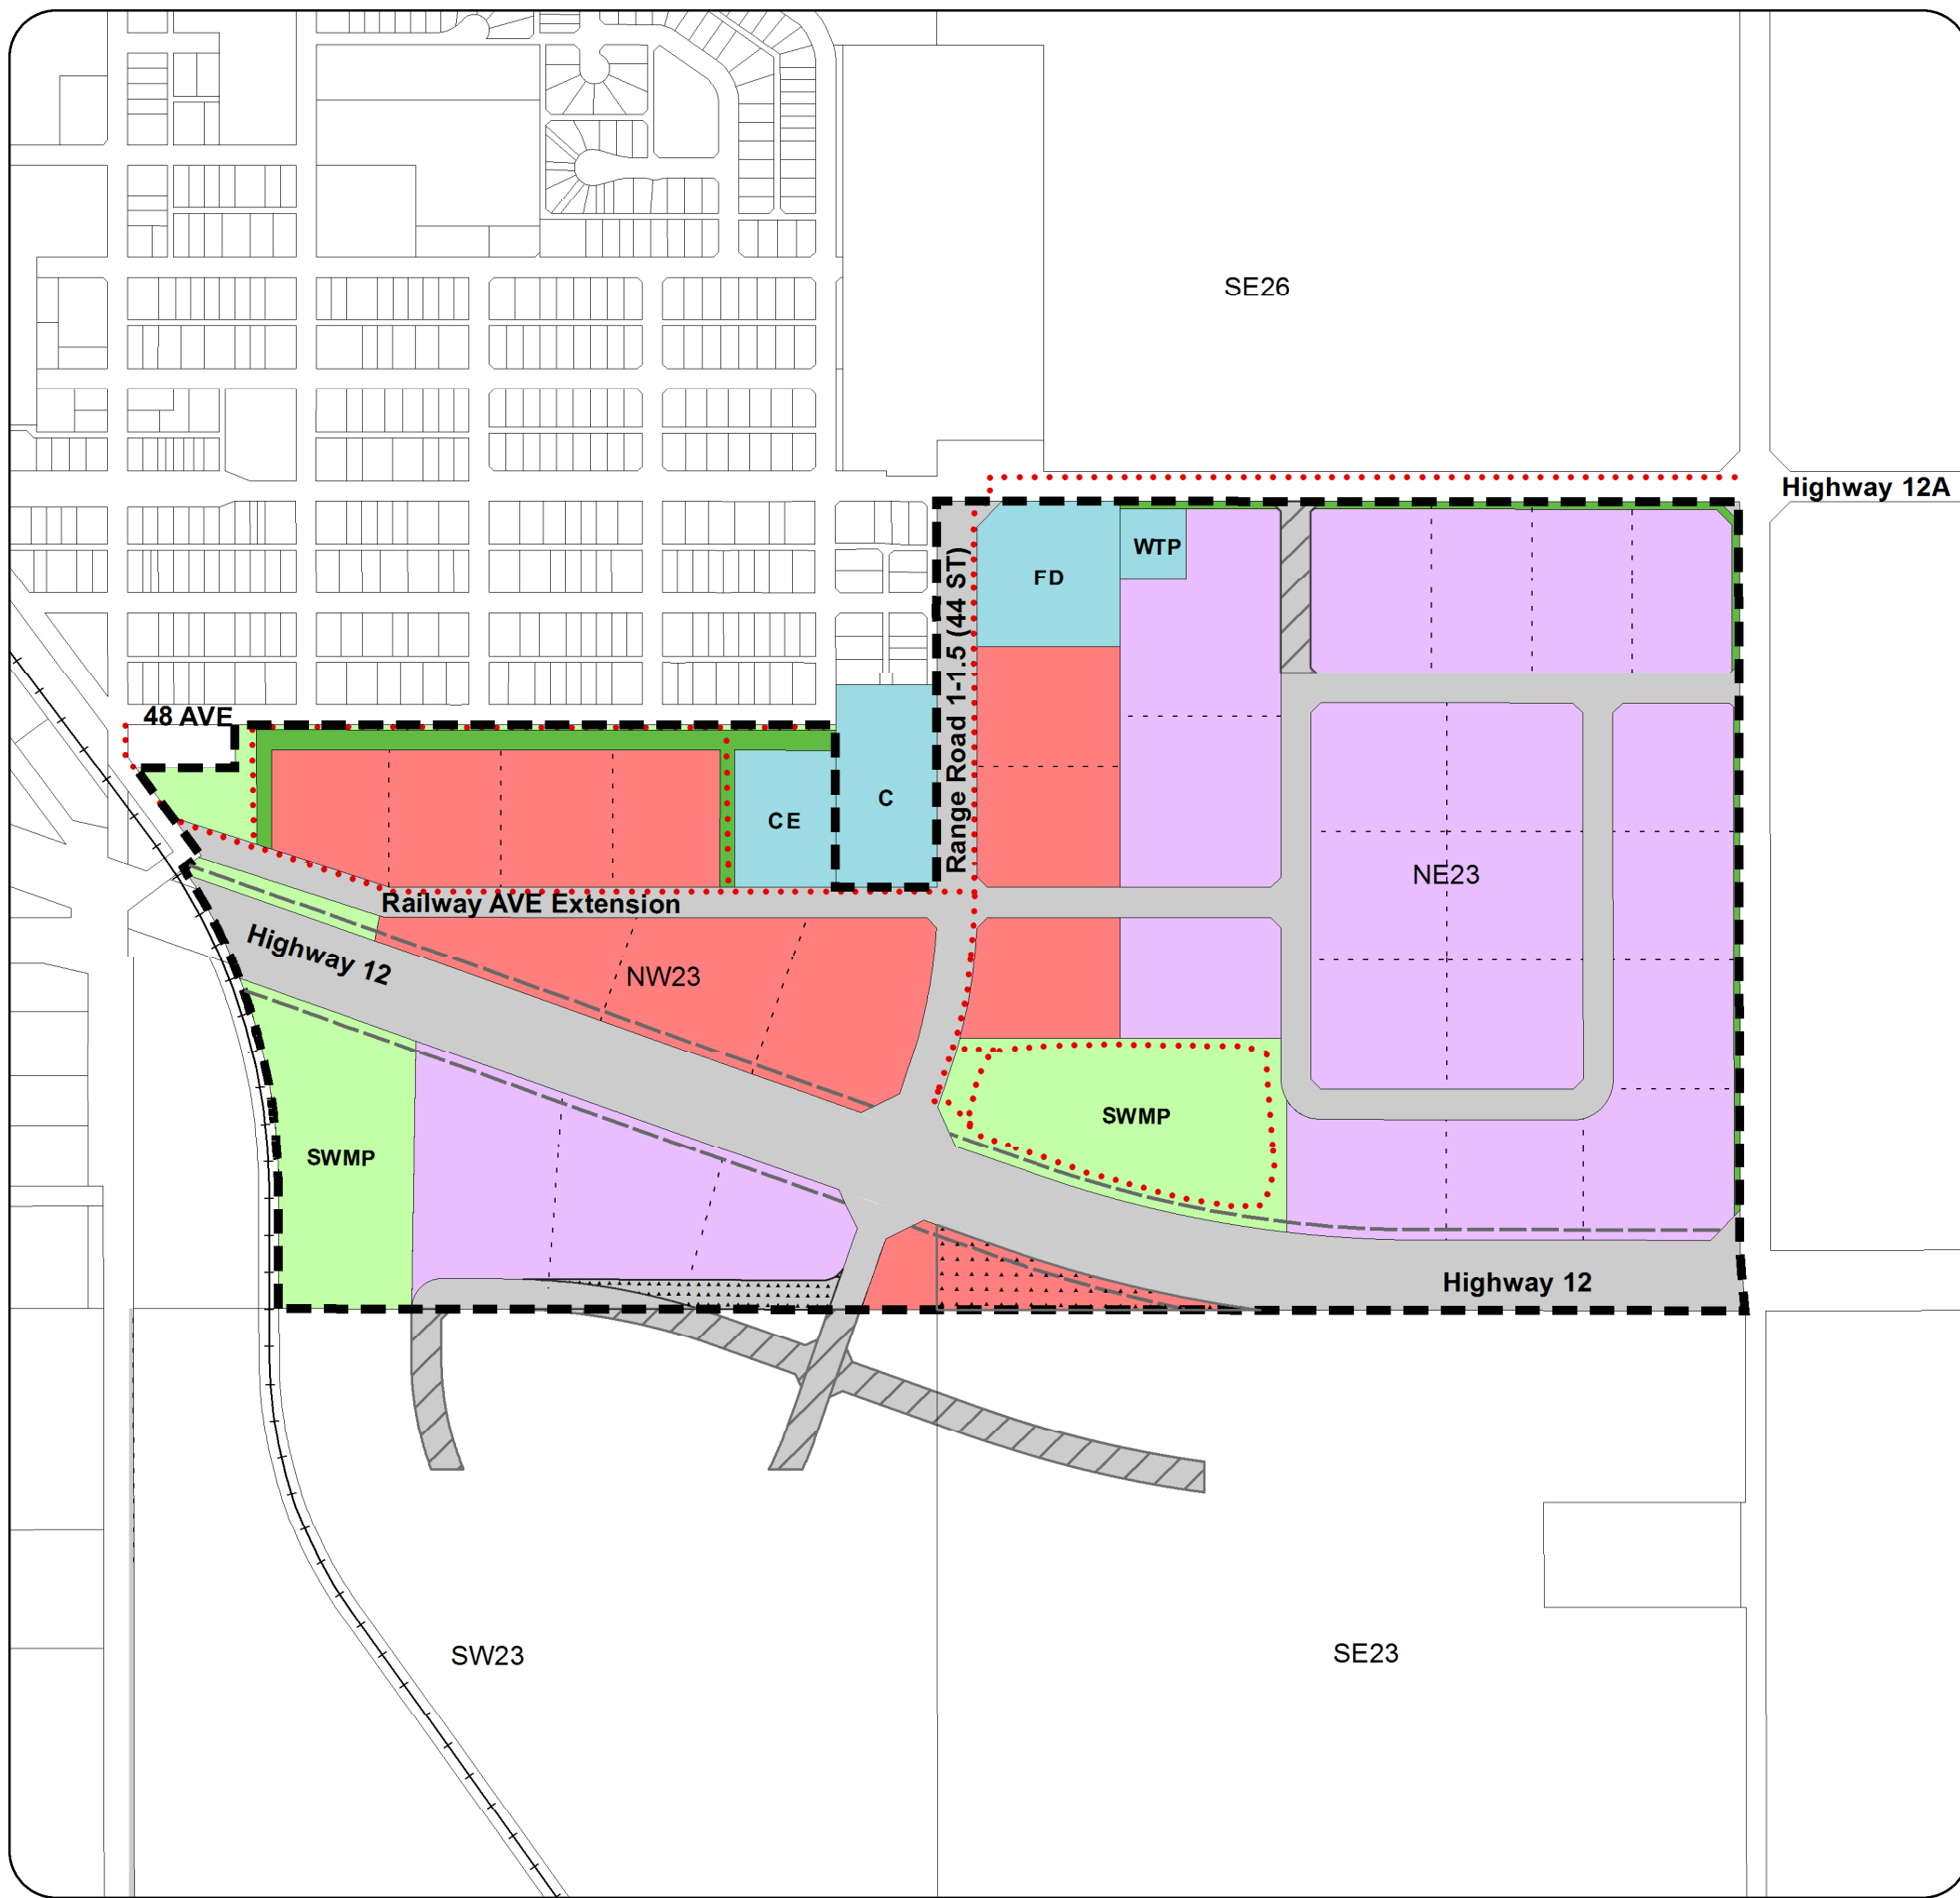 SE26
Highway 12A
WTP
FD
Range Road 1-1.5 (44 ST)
48 AVE
C
CE
NE23
Railway AVE Extension
Highway 12
NW23
SWMP
SWMP
Highway 12
SW23
SE23